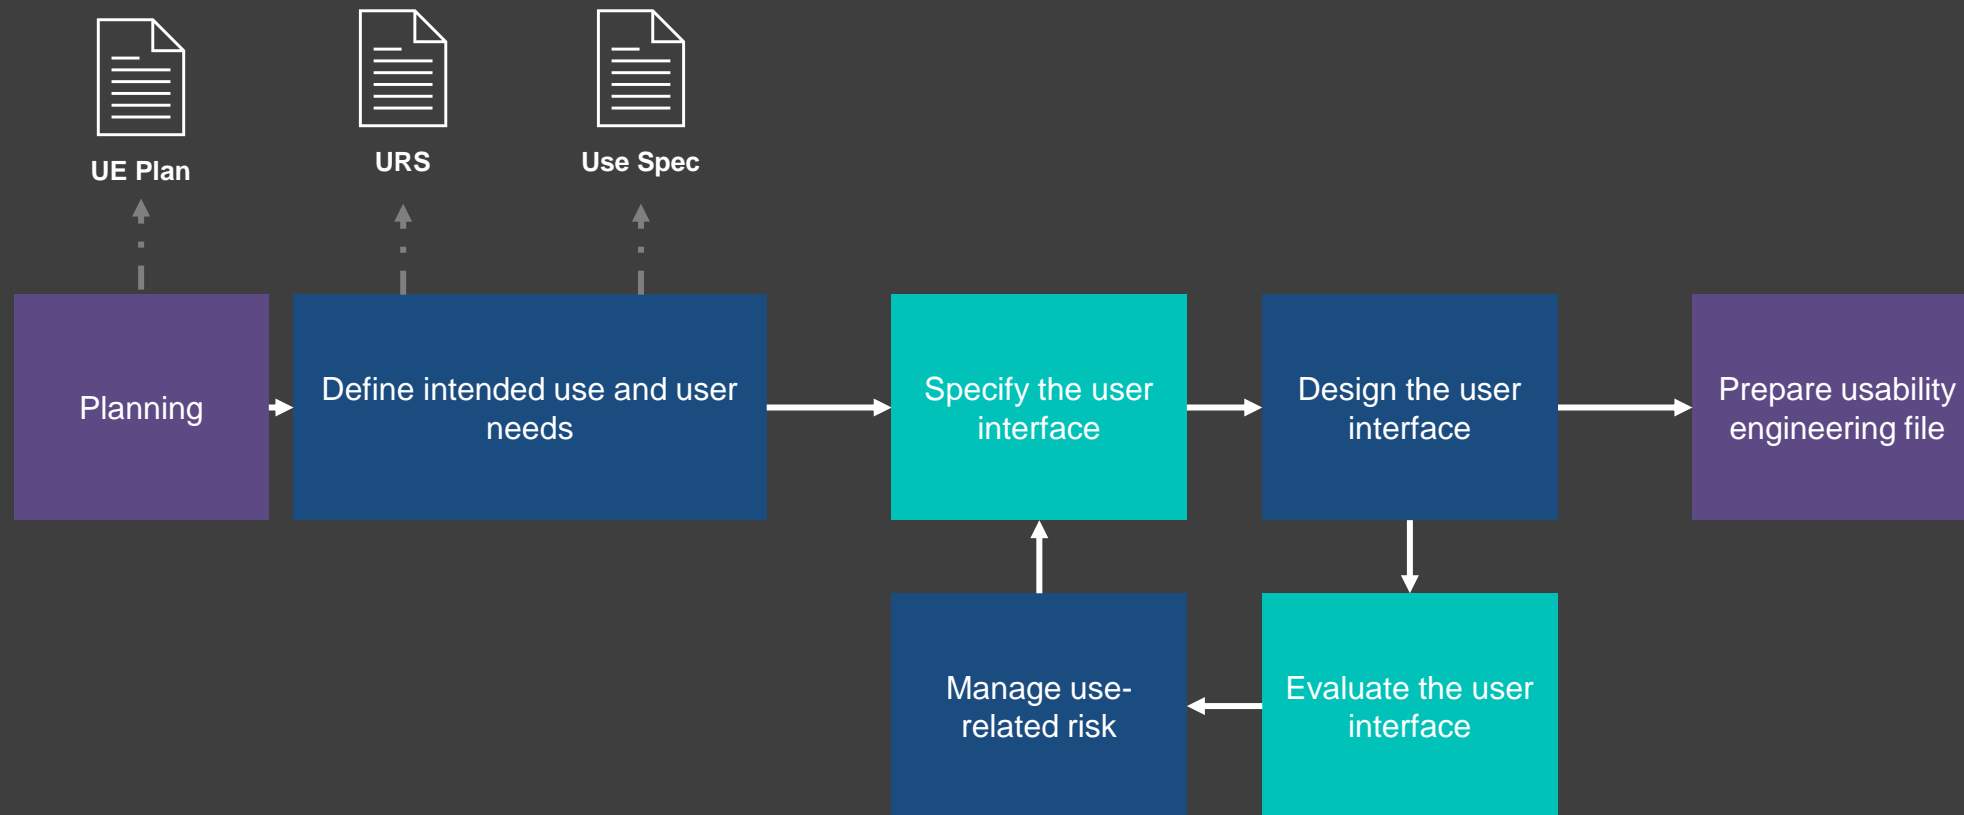 UE Plan
URS
Use Spec
Planning
Define intended use and user
needs
Specify the user
interface
Design the user
interface
Prepare usability
engineering file
Manage use-
related risk
Evaluate the user
interface